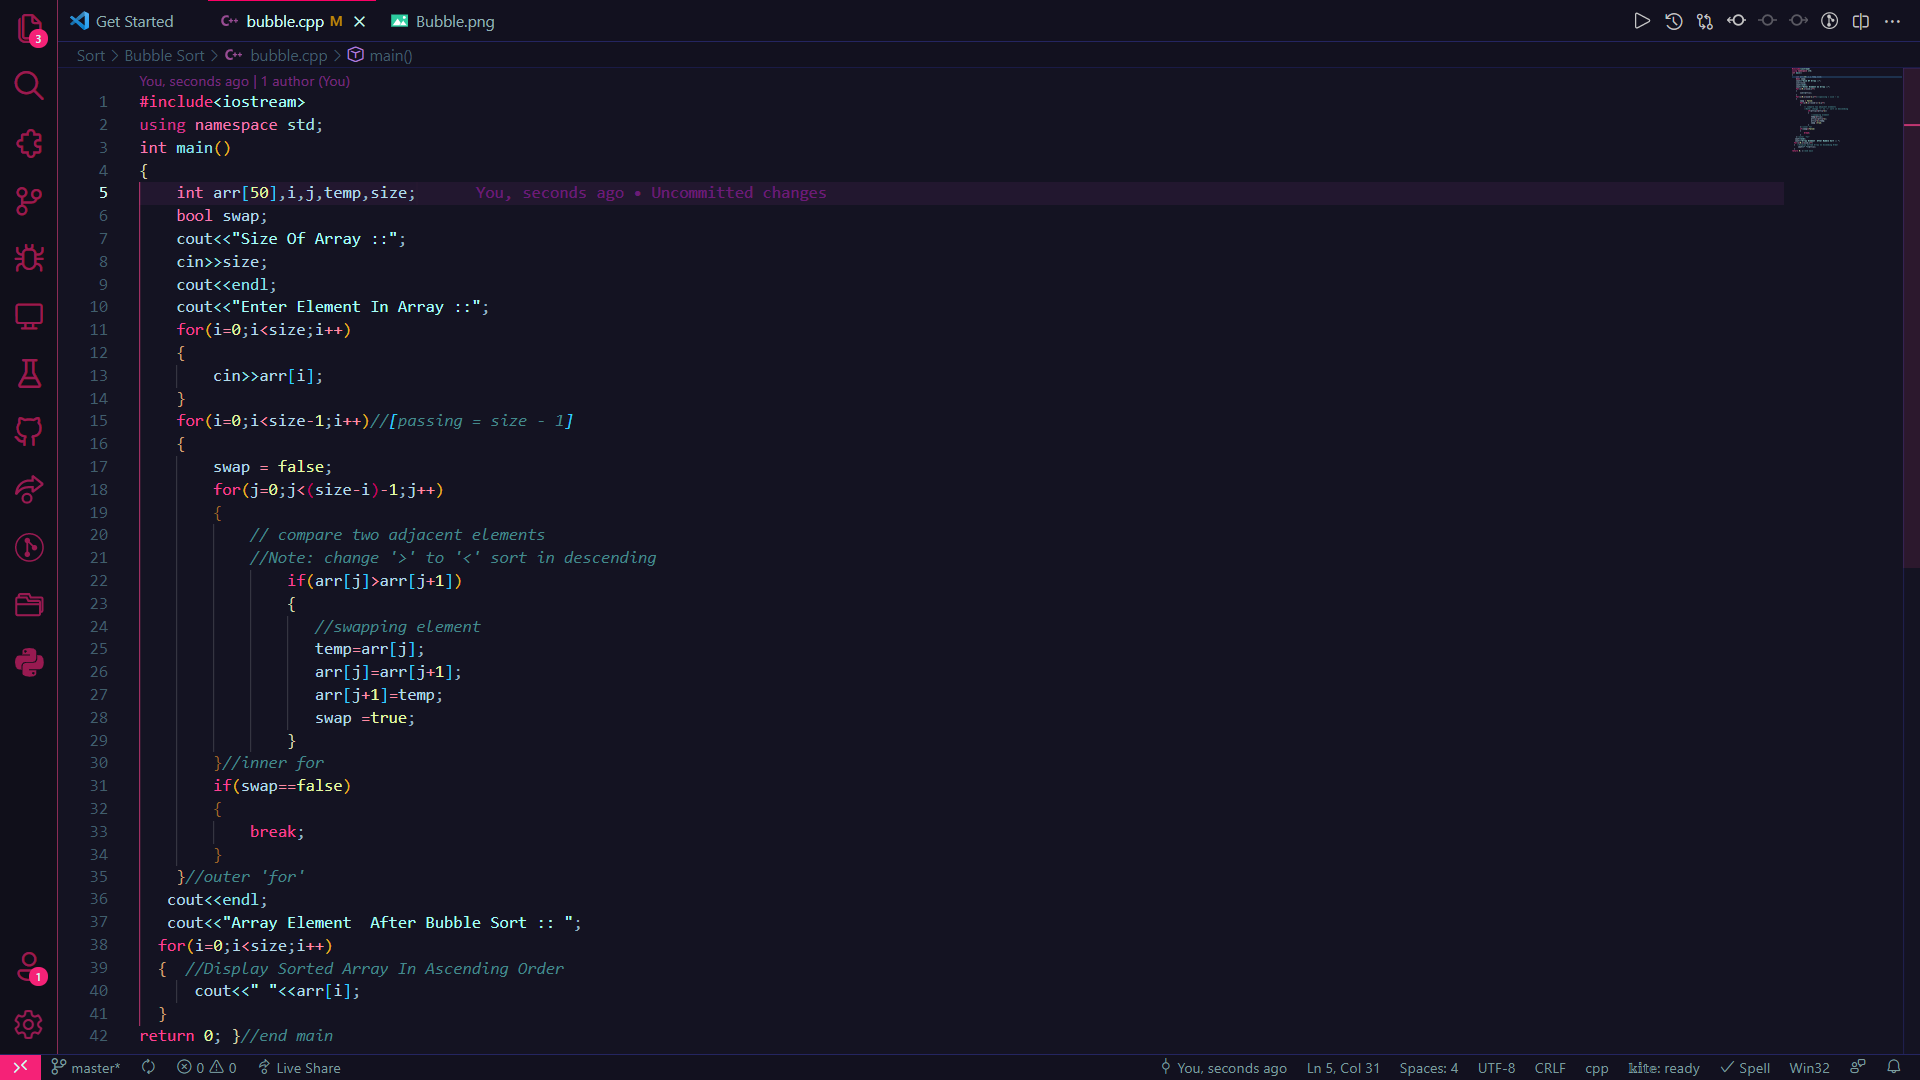 Get Started
bubble.cpp M
Bubble.png
Sort > Bubble Sort > bubble.cpp > main()
You, seconds ago | 1 author (You)
1 #include<iostream>
2 using namespace std;
3 int main()
4 {
5 int arr[50],i,j,temp,size; You, seconds ago • Uncommitted changes
6 bool swap;
7 cout<<"Size Of Array ::";
8 cin>>size;
9 cout<<endl;
10 cout<<"Enter Element In Array ::";
11 for(i=0;i<size;i++)
12 {
13 cin>>arr[i];
14 }
15 for(i=0;i<size-1;i++)//[passing = size - 1]
16 {
17 swap = false;
18 for(j=0;j<(size-i)-1;j++)
19 {
20 // compare two adjacent elements
21 //Note: change '>' to '<' sort in descending
22 if(arr[j]>arr[j+1])
23 {
24 //swapping element
25 temp=arr[j];
26 arr[j]=arr[j+1];
27 arr[j+1]=temp;
28 swap =true;
29 }
30 }//inner for
31 if(swap==false)
32 {
33 break;
34 }
35 }//outer 'for'
36 cout<<endl;
37 cout<<"Array Element  After Bubble Sort :: ";
38 for(i=0;i<size;i++)
39 {  //Display Sorted Array In Ascending Order
40 cout<<" "<<arr[i];
41 }
42 return 0; }//end main
3
1
master* 0 0 Live Share You, seconds ago Ln 5, Col 31 Spaces: 4 UTF-8 CRLF cpp kite: ready Spell Win32